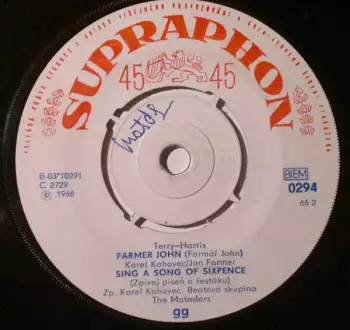 SUPRAPHON
45 45
B-03*10291
C 2729
Ⓟ 1966
BIEM
0294
66.2
Terry-Harris
FARMER JOHN (Farmář John)
Karel Kahovec/Jan Farmer
SING A SONG OF SIXPENCE
(Zpívej píseň o šestáku)
Zp. Karel Kahovec. Beatová skupina
The Matadors
gg